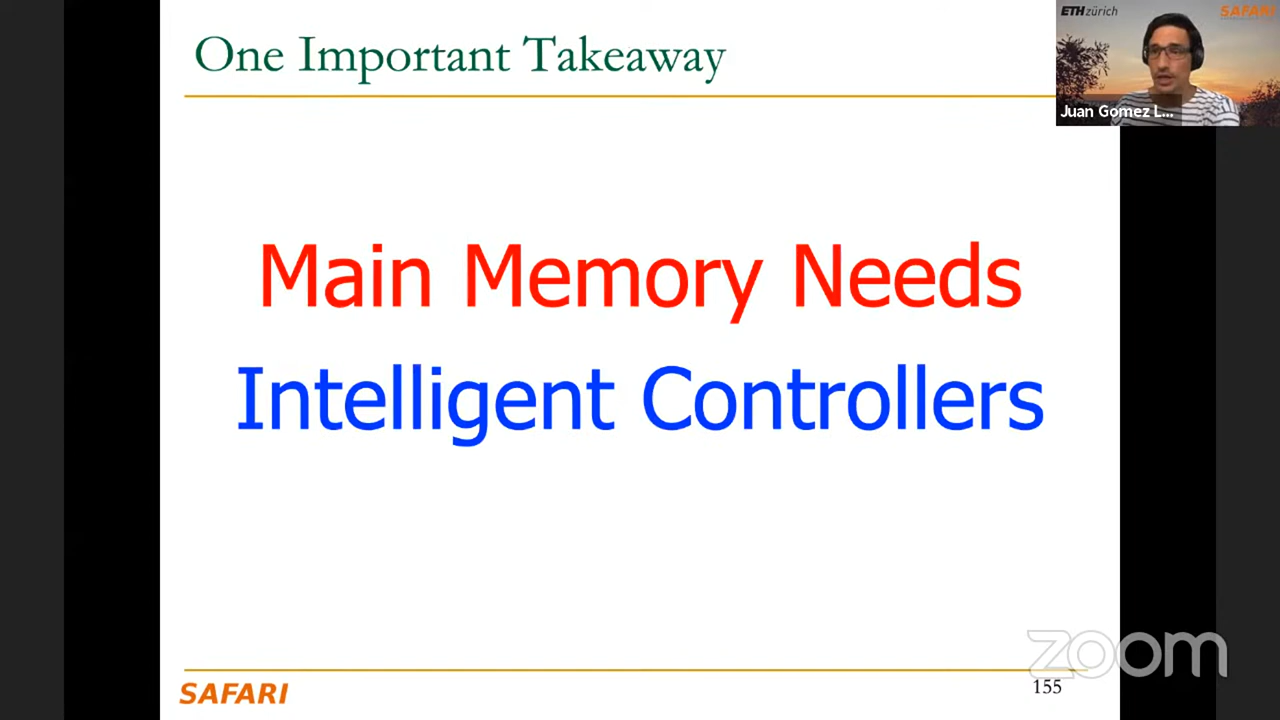 One Important Takeaway
ETH zürich
SAFARI
Juan Gomez L...
Main Memory Needs
Intelligent Controllers
zoom
SAFARI
155